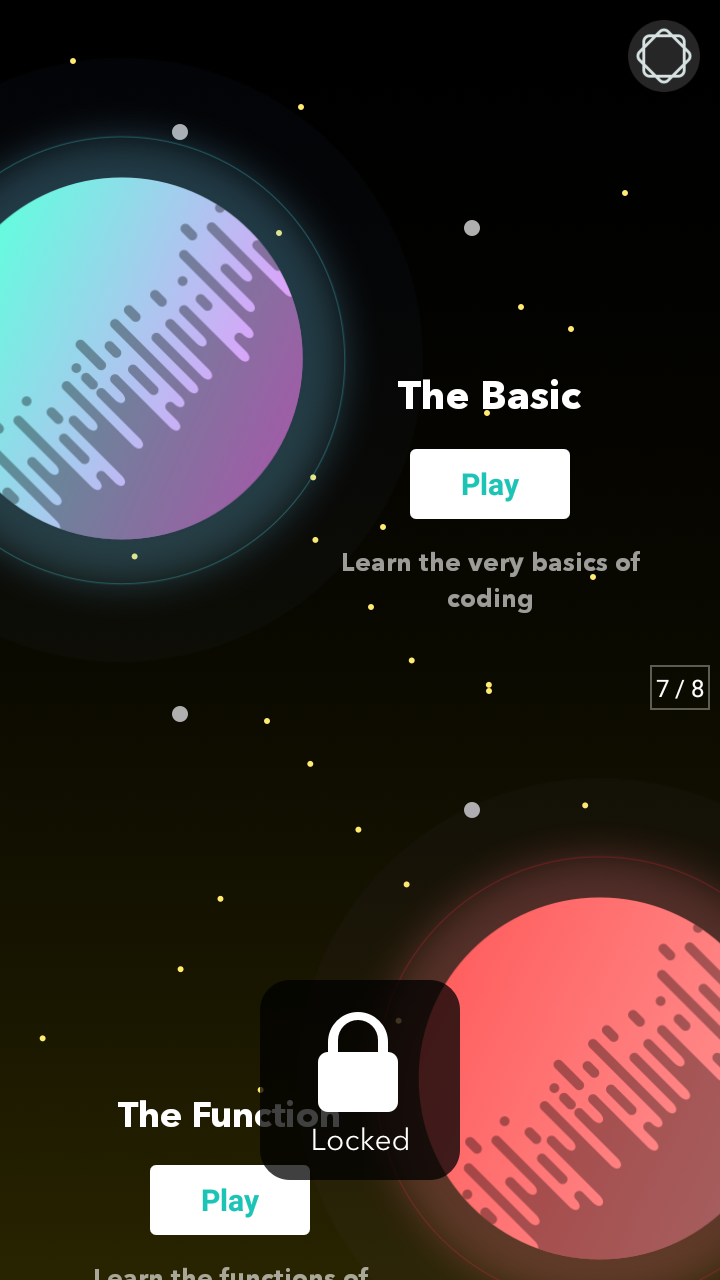 The Basic
Play
Learn the very basics of
coding
7 / 8
The Function
Locked
Play
Learn the functions of